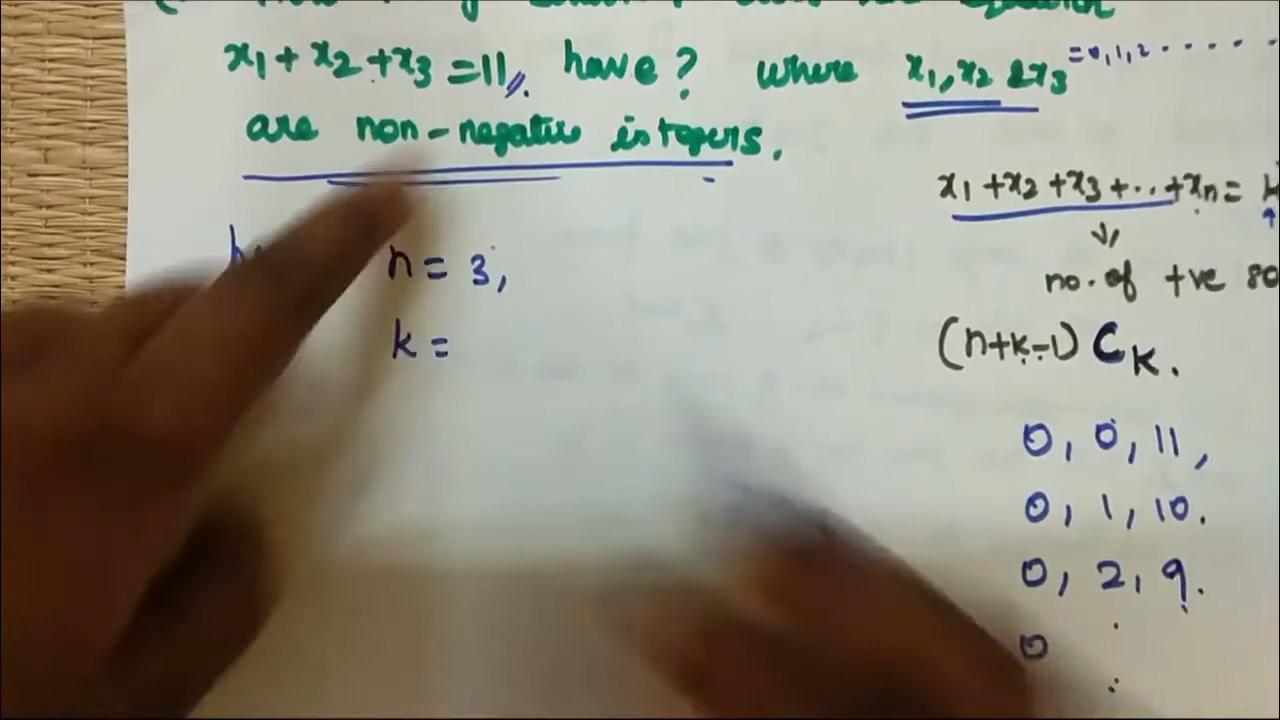 x₁ + x₂ + x₃ = 11, have? where x₁, x₂ & x₃ = 0, 1, 2 ........
are non-negative integers.
x₁ + x₂ + x₃ + .. + xₙ =
no. of +ve so
n = 3,
k =
(n+k-1) C K.
0, 0, 11,
0, 1, 10.
0, 2, 9.
0